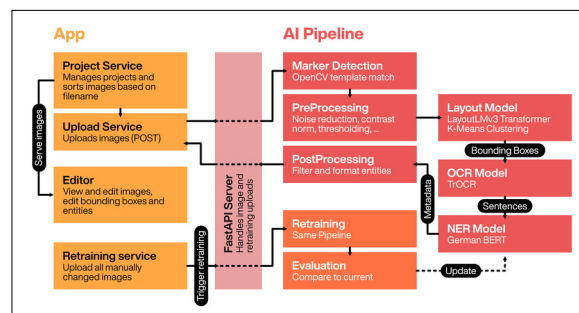 App
AI Pipeline
Project Service
Manages projects and
sorts images based on
filename
Upload Service
Uploads images (POST)
Editor
View and edit images,
edit bounding boxes and
entities
Retraining service
Upload all manually
changed images
Serve images
Trigger retraining
FastAPI Server
Handles image and
retraining uploads
Marker Detection
OpenCV template match
PreProcessing
Noise reduction, contrast
norm, thresholding, ...
PostProcessing
Filter and format entities
Retraining
Same Pipeline
Evaluation
Compare to current
Layout Model
LayoutLMv3 Transformer
K-Means Clustering
Bounding Boxes
OCR Model
TrOCR
Sentences
NER Model
German BERT
Metadata
Update